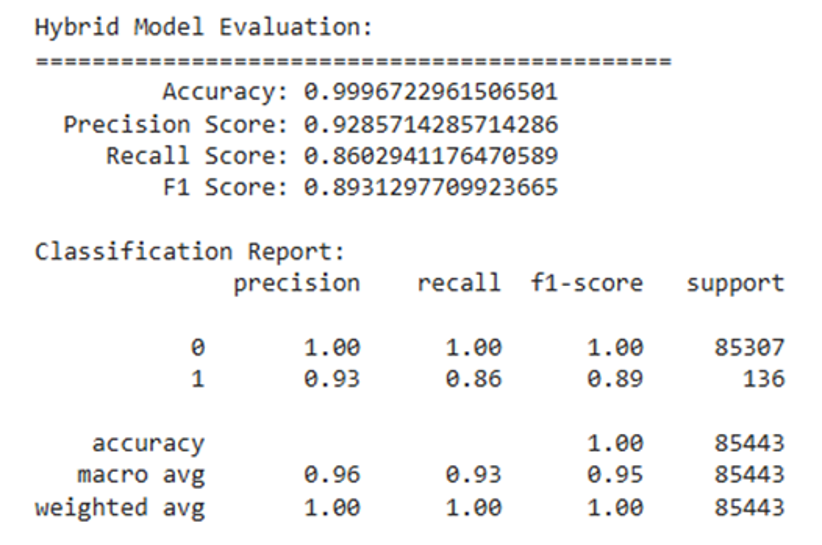 Hybrid Model Evaluation:
=============================================
Accuracy: 0.9996722961506501
Precision Score: 0.9285714285714286
Recall Score: 0.8602941176470589
F1 Score: 0.8931297709923665
Classification Report:
precision recall f1-score support
0 1.00 1.00 1.00 85307
1 0.93 0.86 0.89 136
accuracy 1.00 85443
macro avg 0.96 0.93 0.95 85443
weighted avg 1.00 1.00 1.00 85443